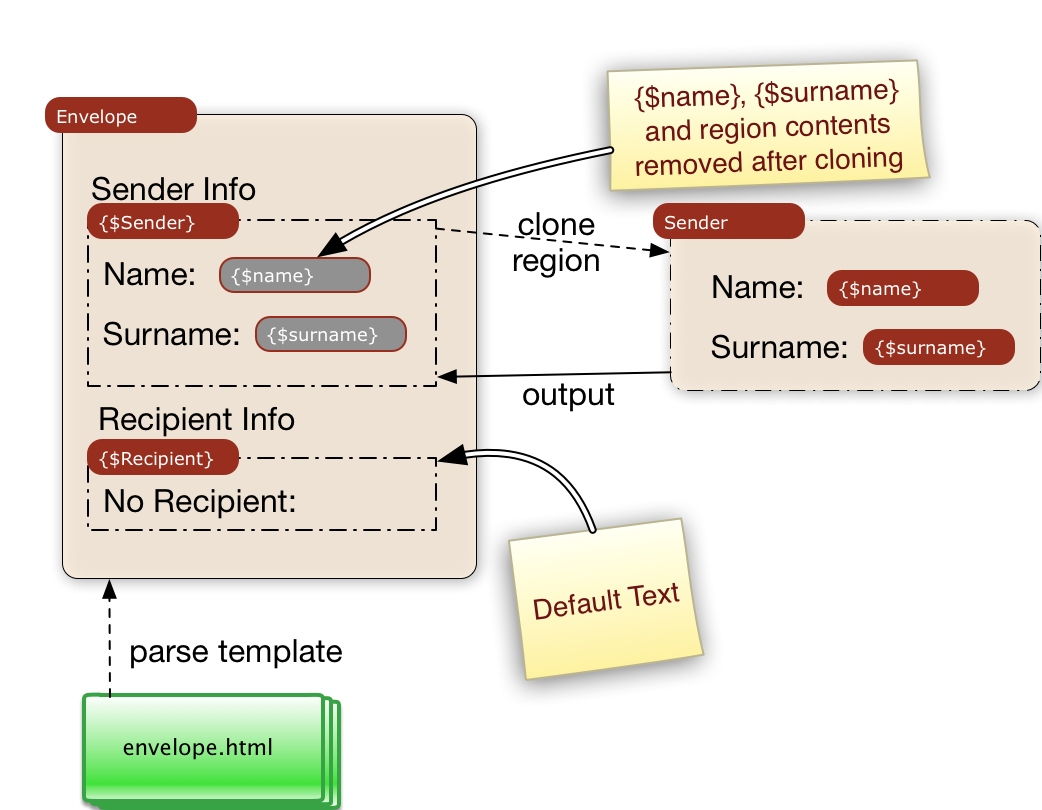 {$name}, {$surname}
and region contents
removed after cloning
Envelope
Sender Info
{$Sender}
Name: {$name}
Surname: {$surname}
clone
region
Sender
Name: {$name}
Surname: {$surname}
output
Recipient Info
{$Recipient}
No Recipient:
Default Text
parse template
envelope.html